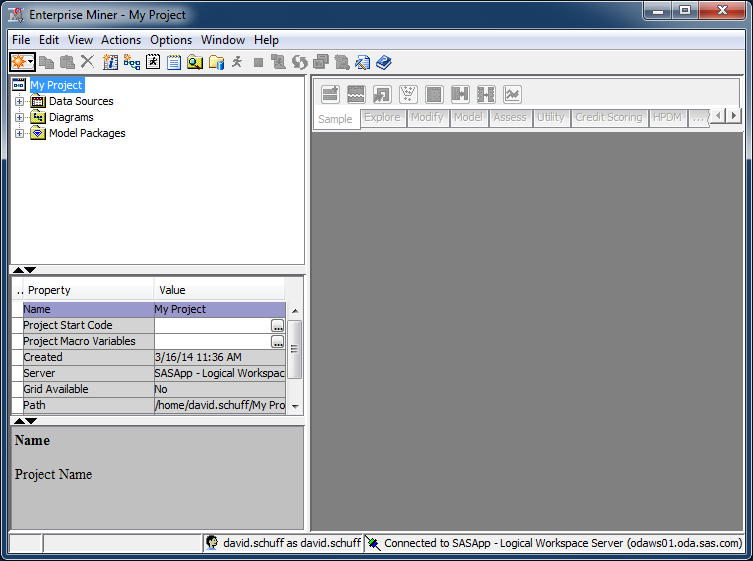 Enterprise Miner - My Project
File Edit View Actions Options Window Help
My Project
Data Sources
Diagrams
Model Packages
Sample Explore Modify Model Assess Utility Credit Scoring HPDM ...
.. Property Value
Name My Project
Project Start Code ...
Project Macro Variables ...
Created 3/16/14 11:36 AM
Server SASApp - Logical Workspac
Grid Available No
Path /home/david.schuff/My Pro
Name
Project Name
david.schuff as david.schuff Connected to SASApp - Logical Workspace Server (odaws01.oda.sas.com)